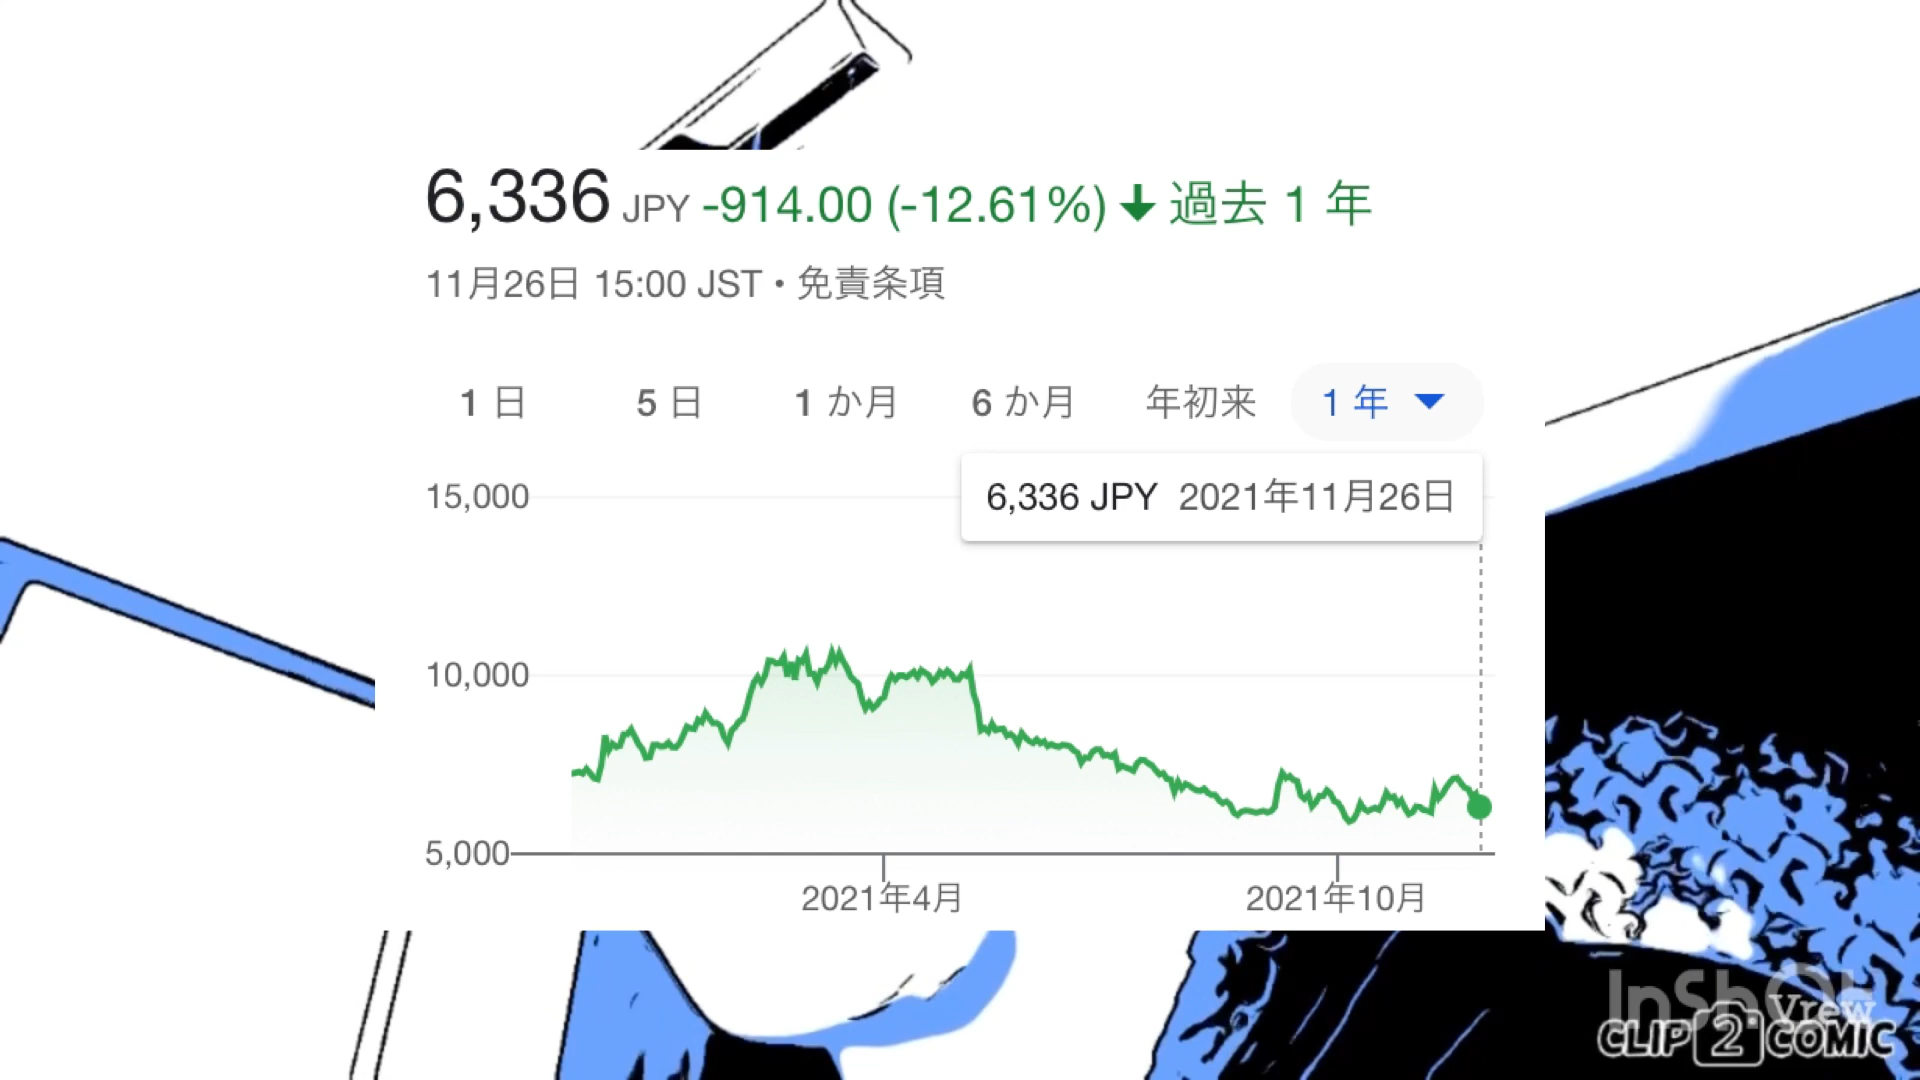 6,336 JPY -914.00 (-12.61%) ↓ 過去 1 年
11月26日 15:00 JST・免責条項
1 日 5 日 1 か月 6 か月 年初来 1 年
6,336 JPY 2021年11月26日
15,000
10,000
5,000
2021年4月 2021年10月
InShOt
Vrew
CLIP 2 COMIC